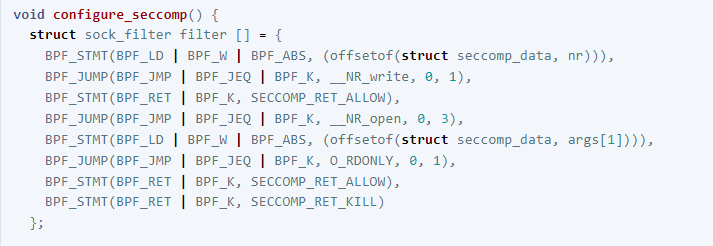 void configure_seccomp() {
  struct sock_filter filter [] = {
    BPF_STMT(BPF_LD | BPF_W | BPF_ABS, (offsetof(struct seccomp_data, nr))),
    BPF_JUMP(BPF_JMP | BPF_JEQ | BPF_K, __NR_write, 0, 1),
    BPF_STMT(BPF_RET | BPF_K, SECCOMP_RET_ALLOW),
    BPF_JUMP(BPF_JMP | BPF_JEQ | BPF_K, __NR_open, 0, 3),
    BPF_STMT(BPF_LD | BPF_W | BPF_ABS, (offsetof(struct seccomp_data, args[1]))),
    BPF_JUMP(BPF_JMP | BPF_JEQ | BPF_K, O_RDONLY, 0, 1),
    BPF_STMT(BPF_RET | BPF_K, SECCOMP_RET_ALLOW),
    BPF_STMT(BPF_RET | BPF_K, SECCOMP_RET_KILL)
  };